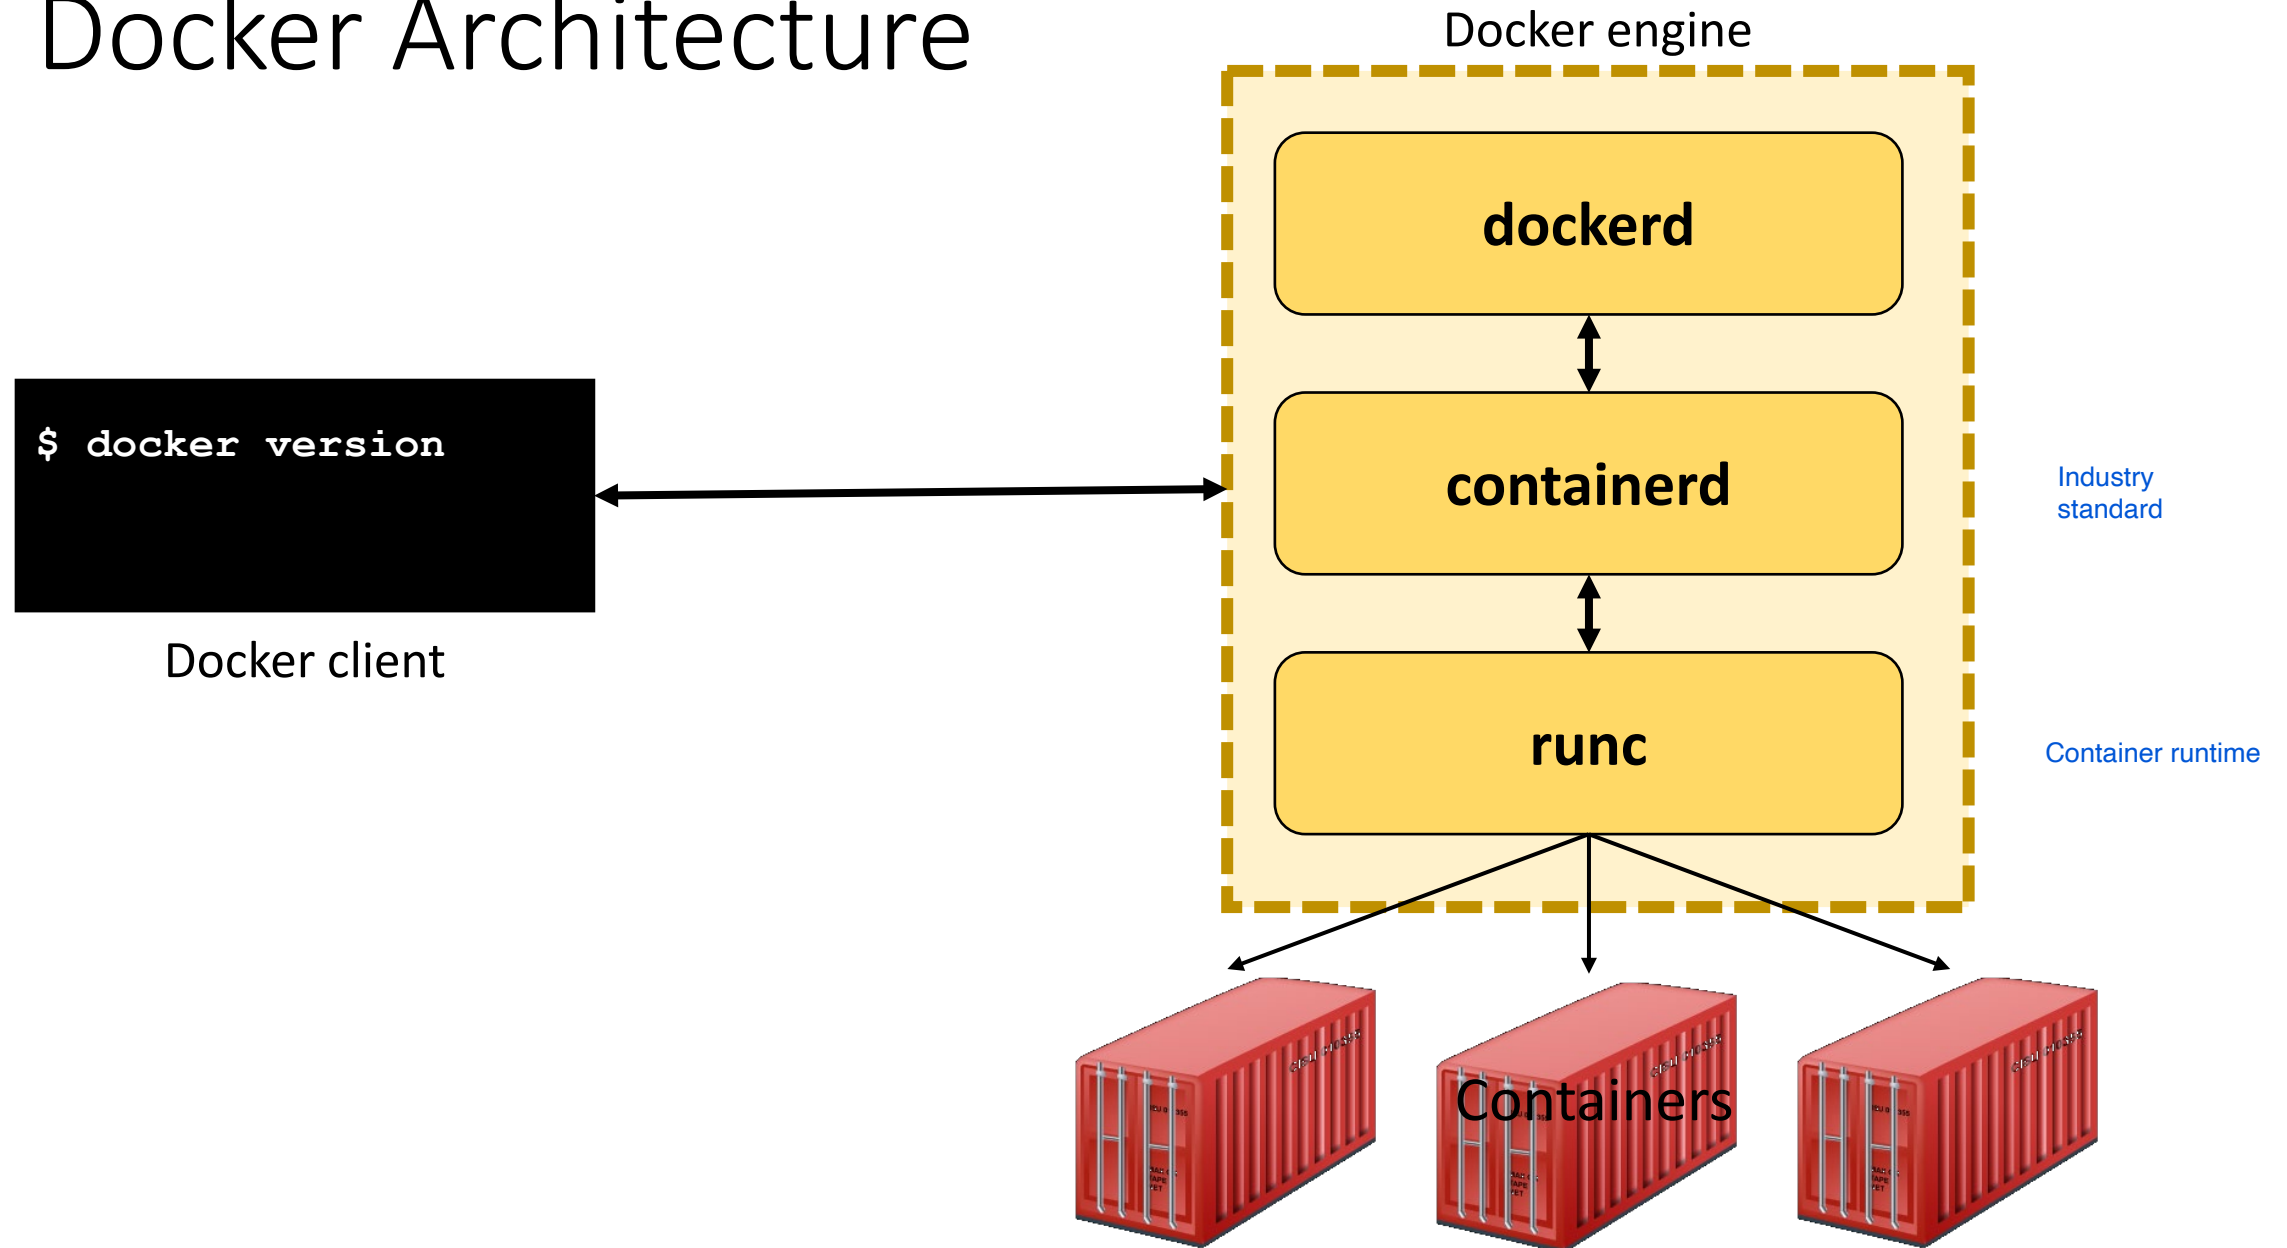 Docker Architecture
Docker engine
dockerd
$ docker version
containerd
Industry
standard
Docker client
runc
Container runtime
Containers